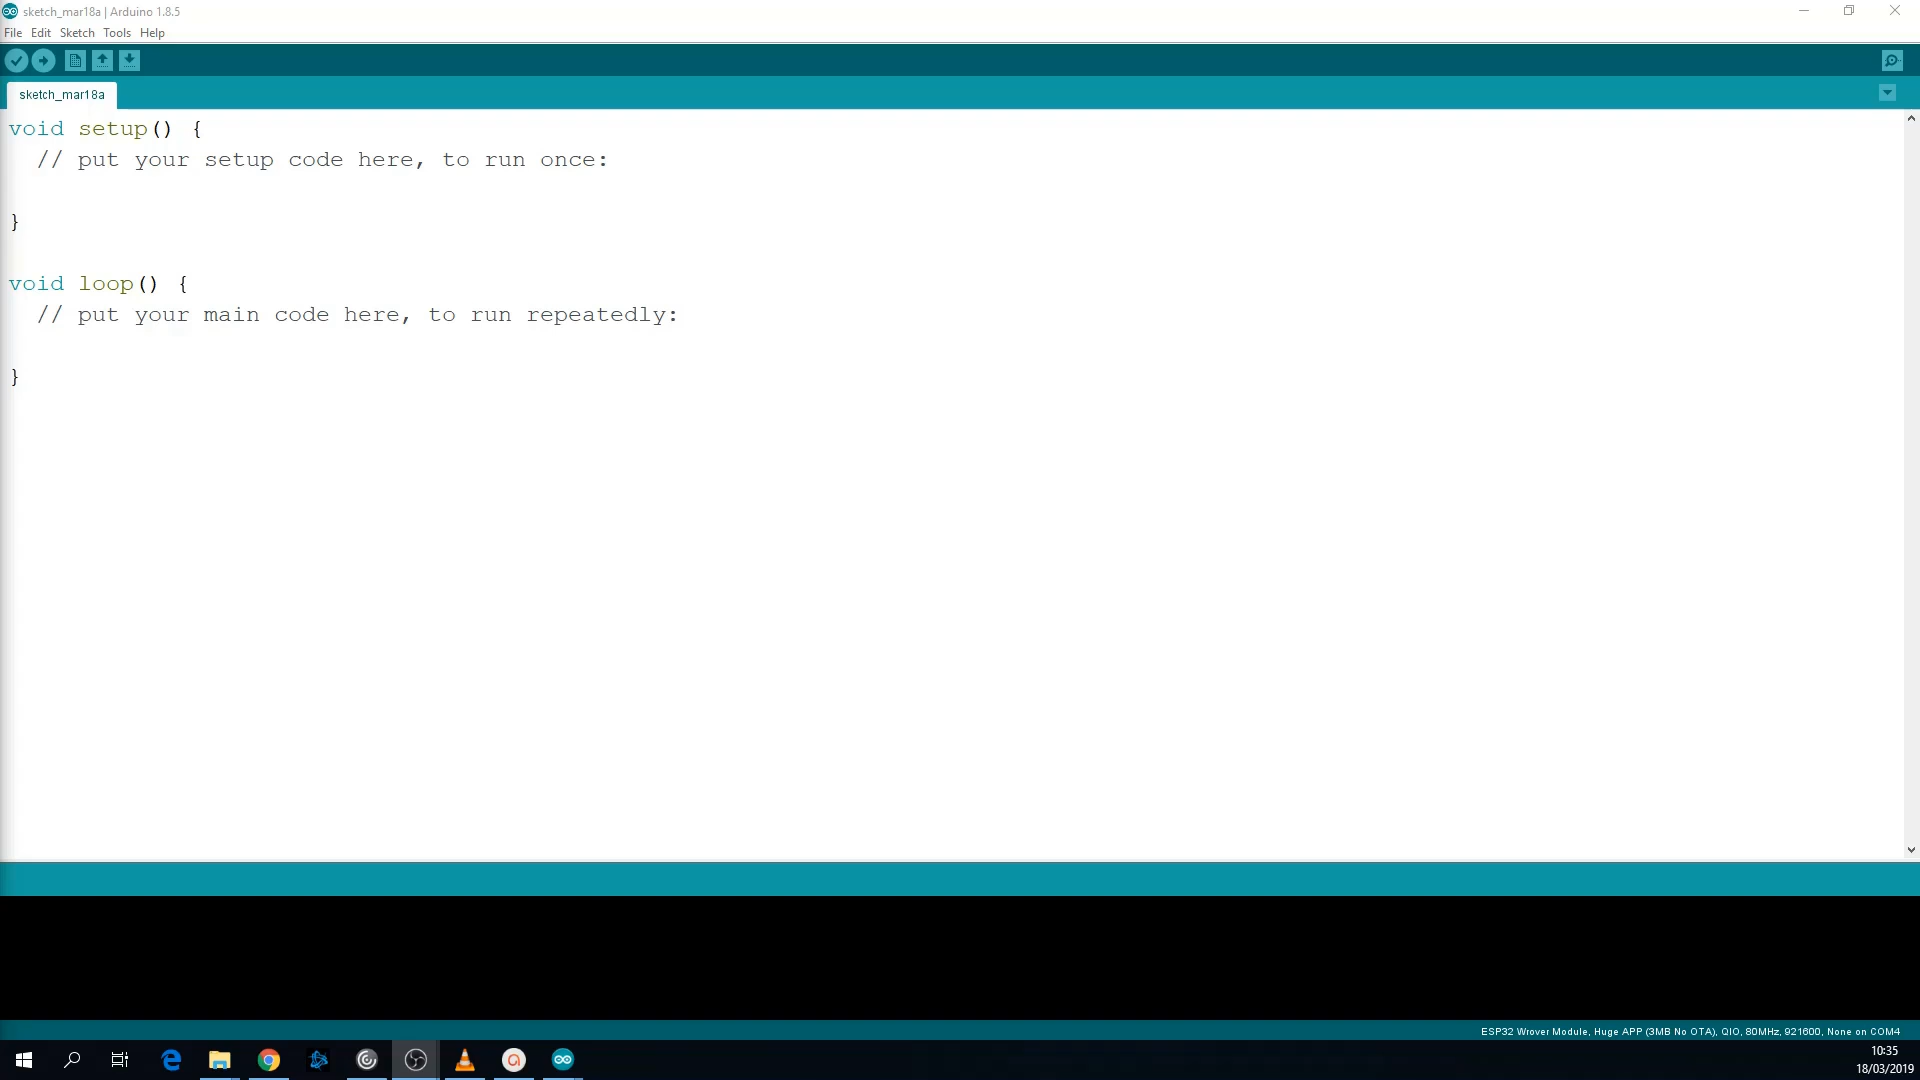 sketch_mar18a | Arduino 1.8.5
File Edit Sketch Tools Help
sketch_mar18a
void setup() {
  // put your setup code here, to run once:
}
void loop() {
  // put your main code here, to run repeatedly:
}
ESP32 Wrover Module, Huge APP (3MB No OTA), QIO, 80MHz, 921600, None on COM4
10:35
18/03/2019